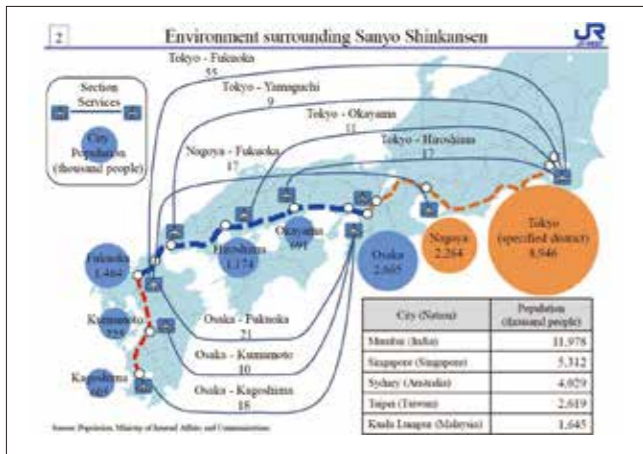 2
Environment surrounding Sanyo Shinkansen
JR
Tokyo - Fukuoka
55
Tokyo - Yamaguchi
9
Tokyo - Okayama
11
Tokyo - Hiroshima
17
Nagoya - Fukuoka
17
Section
Services
City
Population
(thousand people)
Fukuoka
1,464
Hiroshima
1,174
Okayama
691
Osaka
Nagoya
2,264
Tokyo
(specified district)
8,946
Kumamoto
Kagoshima
Osaka - Fukuoka
21
Osaka - Kumamoto
10
Osaka - Kagoshima
18
City (Nation)
Population
(thousand people)
Mumbai (India)
11,978
Singapore (Singapore)
5,312
Sydney (Australia)
4,029
Taipei (Taiwan)
2,619
Kuala Lumpur (Malaysia)
1,645
Source: Population, Ministry of Internal Affairs and Communications